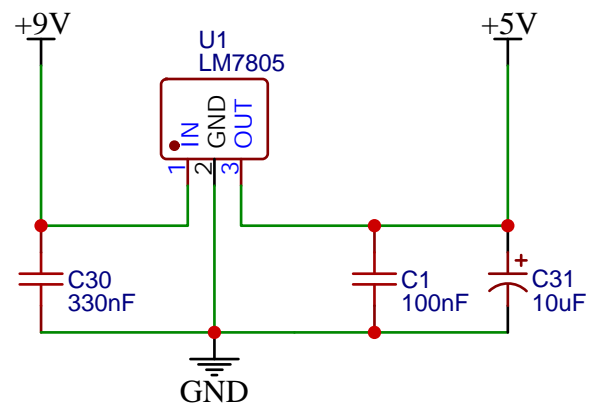 +9V
+5V
U1
LM7805
IN
GND
OUT
1
2
3
C30
330nF
C1
100nF
+
C31
10uF
GND